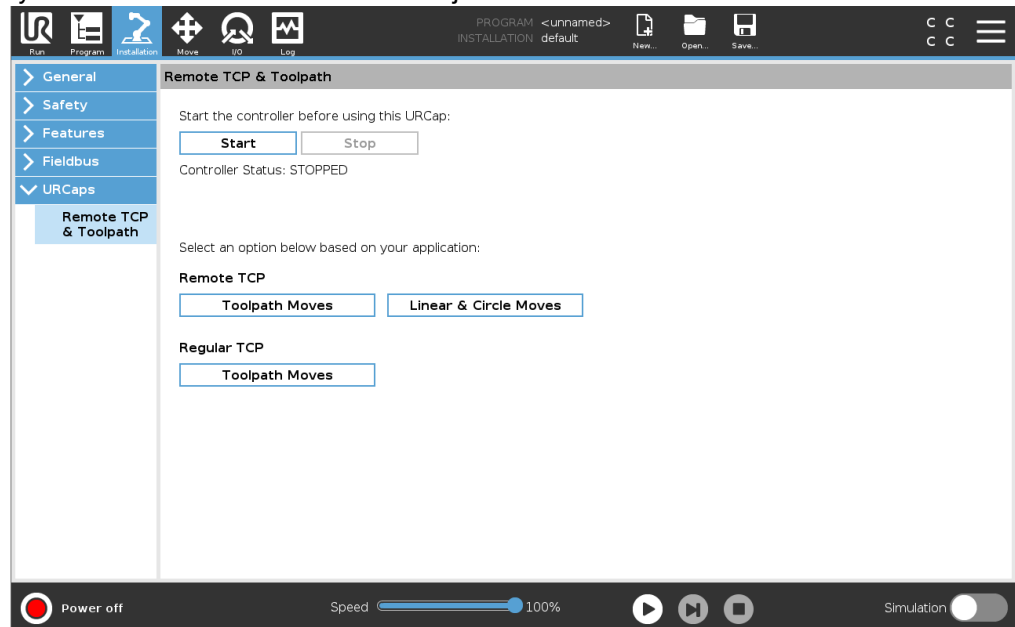 PROGRAM <unnamed>
INSTALLATION default
Run Program Installation Move I/O Log New... Open... Save...
C C
C C
General
Safety
Features
Fieldbus
URCaps
Remote TCP
& Toolpath
Remote TCP & Toolpath
Start the controller before using this URCap:
Start Stop
Controller Status: STOPPED
Select an option below based on your application:
Remote TCP
Toolpath Moves Linear & Circle Moves
Regular TCP
Toolpath Moves
Power off Speed 100% Simulation